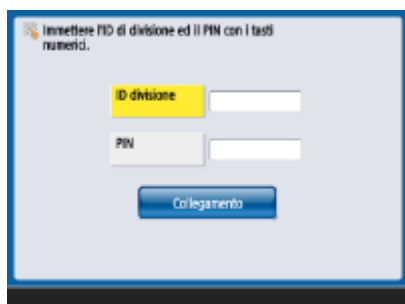 Immettere l'ID di divisione ed il PIN con i tasti
numerici.
ID divisione
PIN
Collegamento